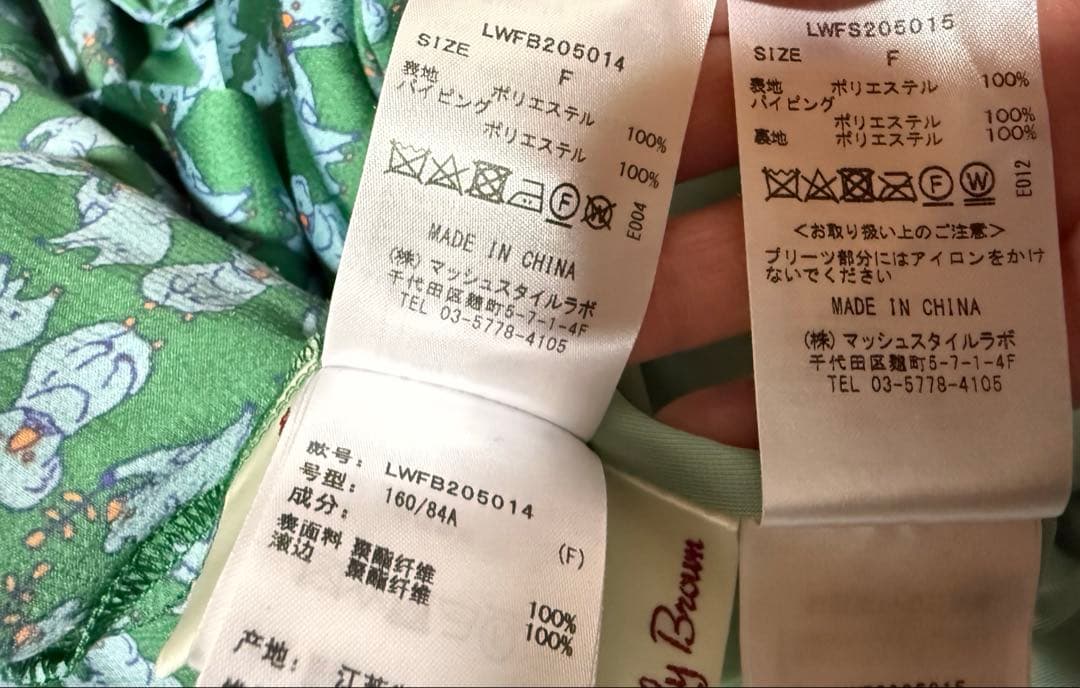 LWFB205014
SIZE F
表地 ポリエステル 100%
パイピング
ポリエステル 100%
E004
MADE IN CHINA
(株)マッシュスタイルラボ
千代田区麹町5-7-1-4F
TEL 03-5778-4105
款号: LWFB205014
号型: 160/84A (F)
成分:
表面料 聚酯纤维 100%
滚边 聚酯纤维 100%
产地:
LWFS205015
SIZE F
表地 ポリエステル 100%
パイピング
ポリエステル 100%
裏地 ポリエステル 100%
F W E012
<お取り扱い上のご注意>
プリーツ部分にはアイロンをかけ
ないでください
MADE IN CHINA
(株)マッシュスタイルラボ
千代田区麹町5-7-1-4F
TEL 03-5778-4105
Brown